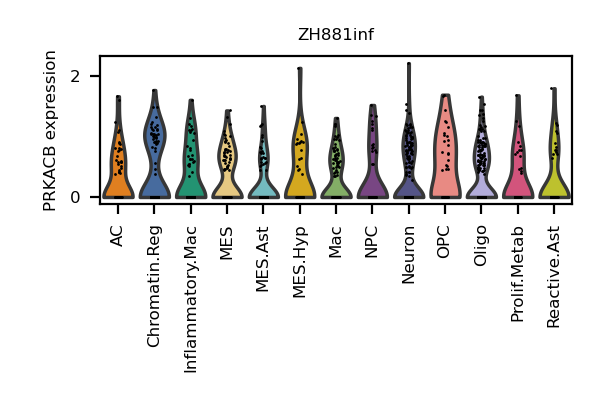 ZH881inf
PRKACB expression
2
0
AC
Chromatin.Reg
Inflammatory.Mac
MES
MES.Ast
MES.Hyp
Mac
NPC
Neuron
OPC
Oligo
Prolif.Metab
Reactive.Ast